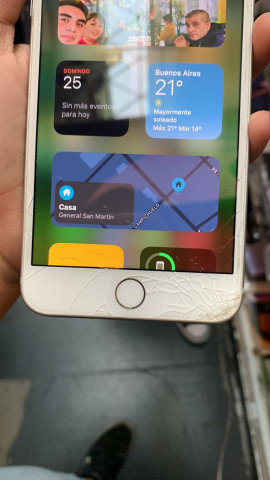 DOMINGO
25
Sin más eventos
para hoy
Buenos Aires
21°
Mayormente
soleado
Máx 21° Mín 14°
Casa
General San Martín
CAMPICHUELO